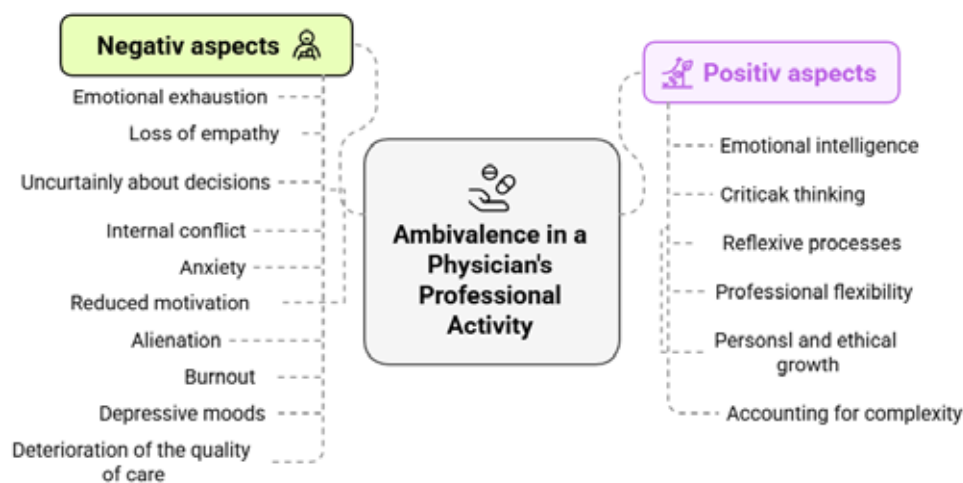 Negativ aspects
Emotional exhaustion
Loss of empathy
Uncurtainly about decisions
Internal conflict
Anxiety
Reduced motivation
Alienation
Burnout
Depressive moods
Deterioration of the quality
of care
Ambivalence in a
Physician's
Professional
Activity
Positiv aspects
Emotional intelligence
Criticak thinking
Reflexive processes
Professional flexibility
Personsl and ethical
growth
Accounting for complexity